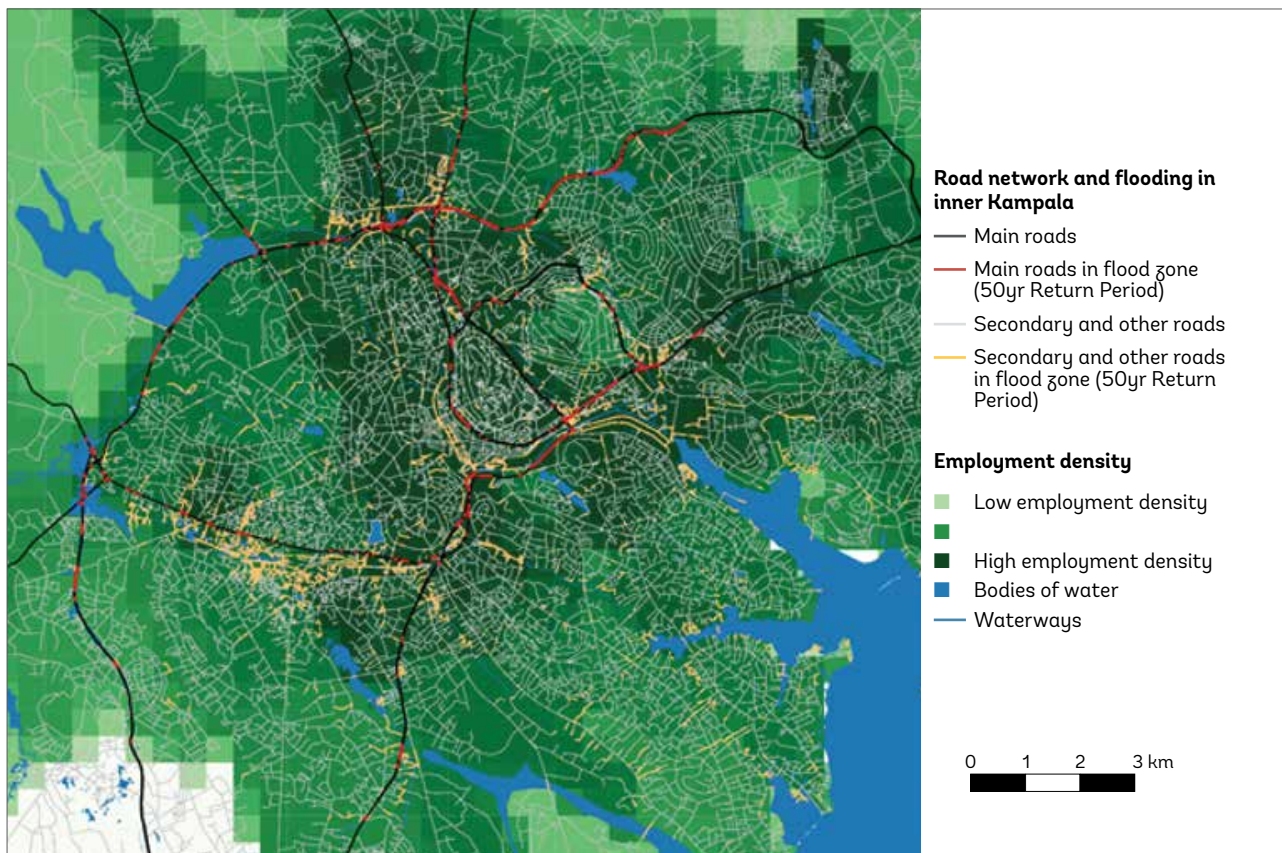 Road network and flooding in
inner Kampala
Main roads
Main roads in flood zone
(50yr Return Period)
Secondary and other roads
Secondary and other roads
in flood zone (50yr Return
Period)
Employment density
Low employment density
High employment density
Bodies of water
Waterways
0 1 2 3 km